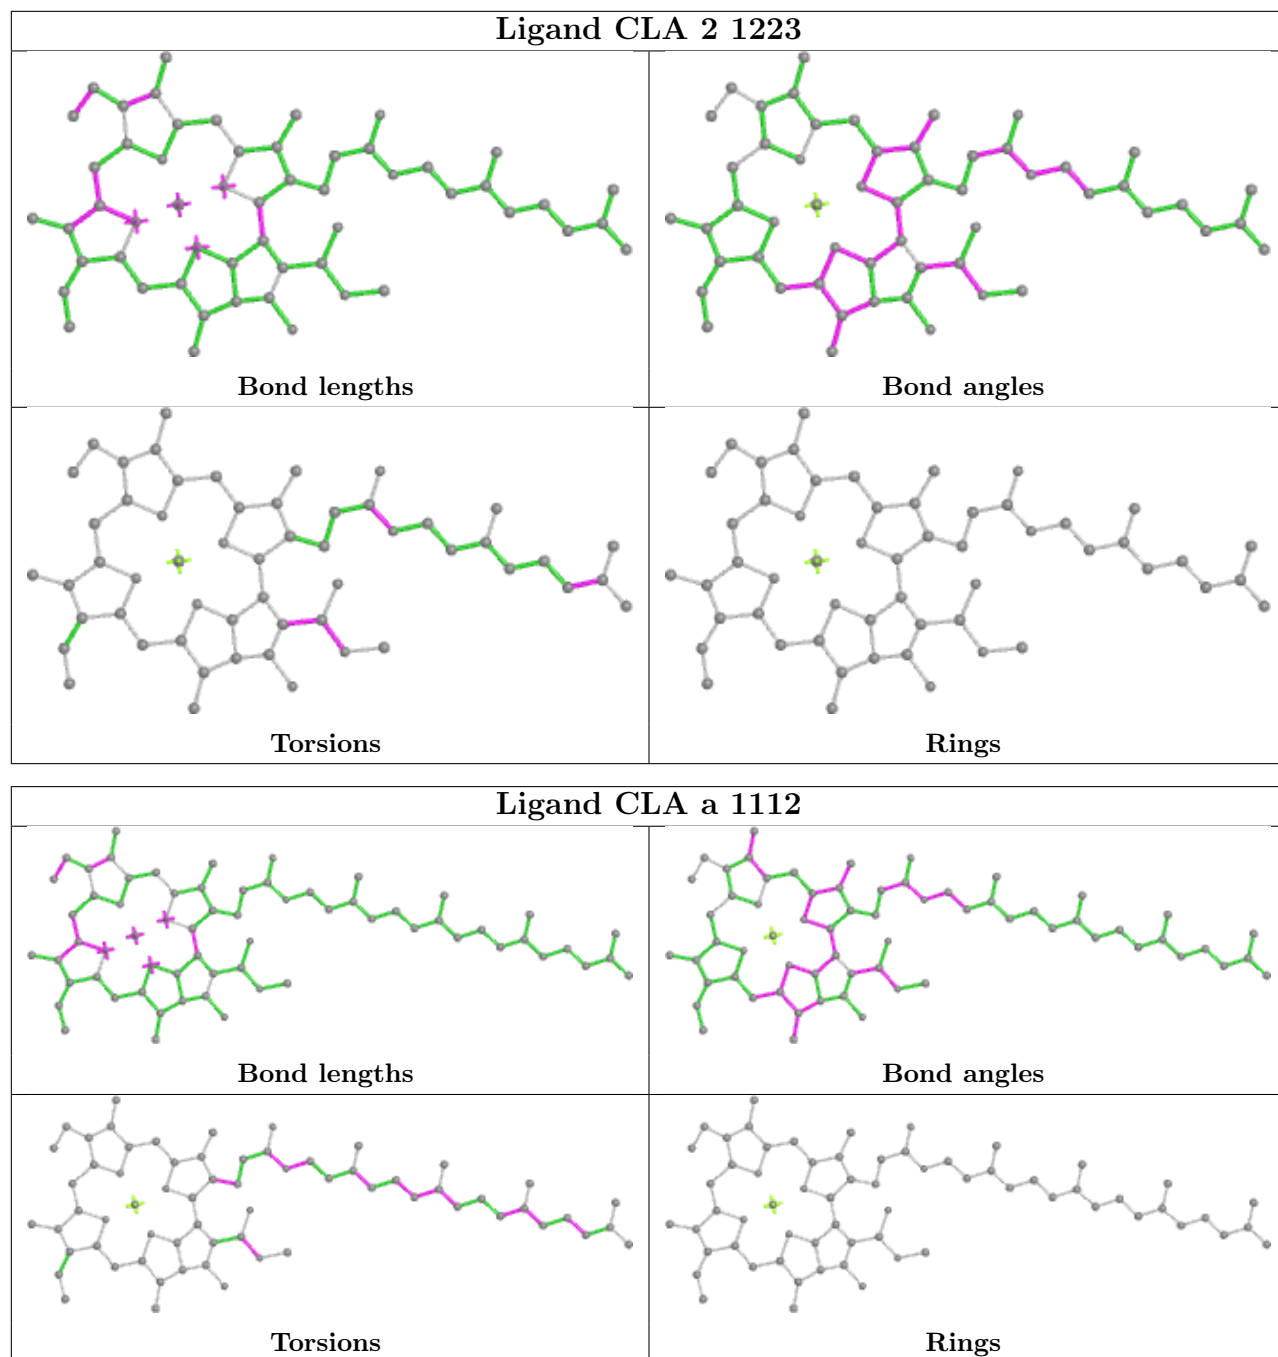 Ligand CLA 2 1223
Bond lengths
Bond angles
Torsions
Rings
Ligand CLA a 1112
Bond lengths
Bond angles
Torsions
Rings